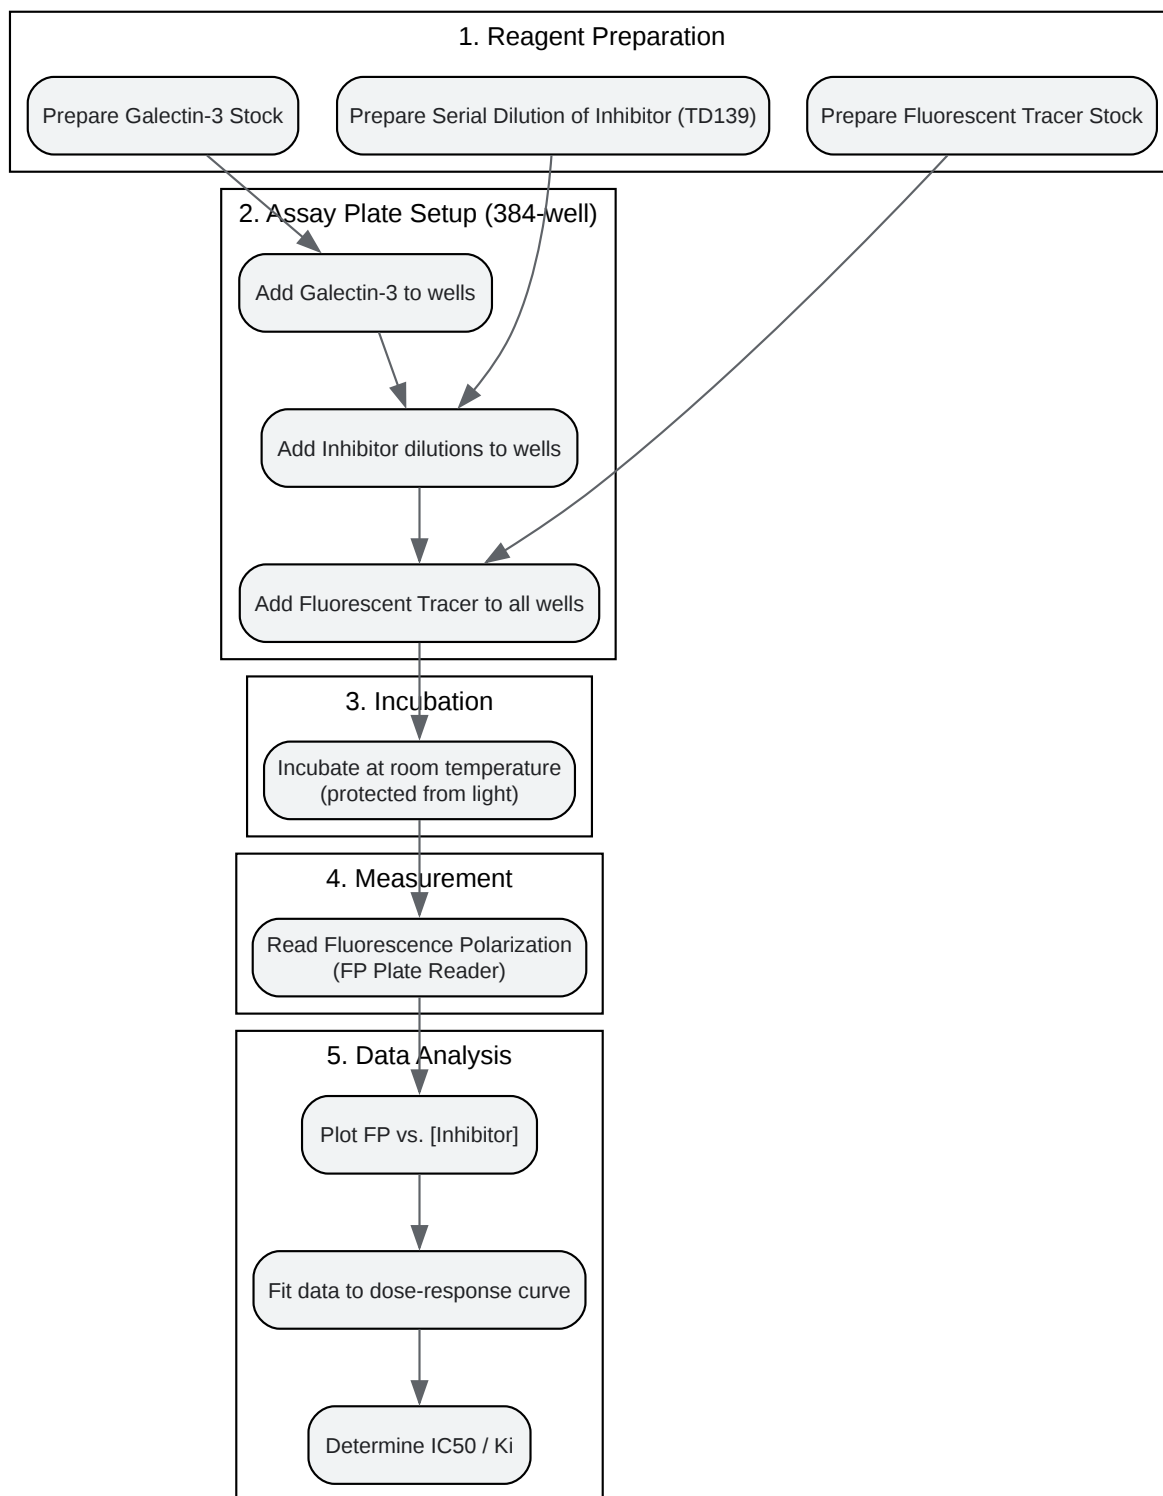 1. Reagent Preparation
Prepare Galectin-3 Stock
Prepare Serial Dilution of Inhibitor (TD139)
Prepare Fluorescent Tracer Stock
2. Assay Plate Setup (384-well)
Add Galectin-3 to wells
Add Inhibitor dilutions to wells
Add Fluorescent Tracer to all wells
3. Incubation
Incubate at room temperature
(protected from light)
4. Measurement
Read Fluorescence Polarization
(FP Plate Reader)
5. Data Analysis
Plot FP vs. [Inhibitor]
Fit data to dose-response curve
Determine IC50 / Ki